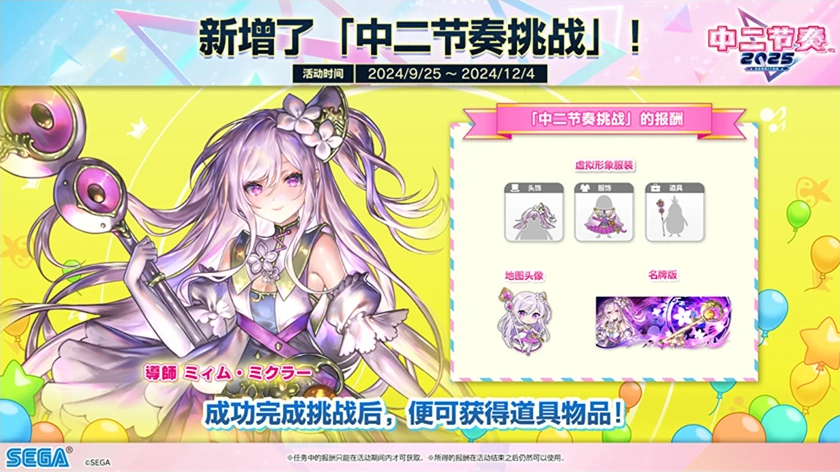 新增了「中二节奏挑战」！
活动时间
2024/9/25 ～ 2024/12/4
中二节奏
2025
「中二节奏挑战」的报酬
虚拟形象服装
头饰
服饰
道具
地图头像
名牌版
導師 ミィム・ミクラー
成功完成挑战后，便可获得道具物品！
SEGA®
©SEGA
※任务中的报酬只能在活动期间内才可获取。 ※所得的报酬在活动结束之后仍然可以使用。